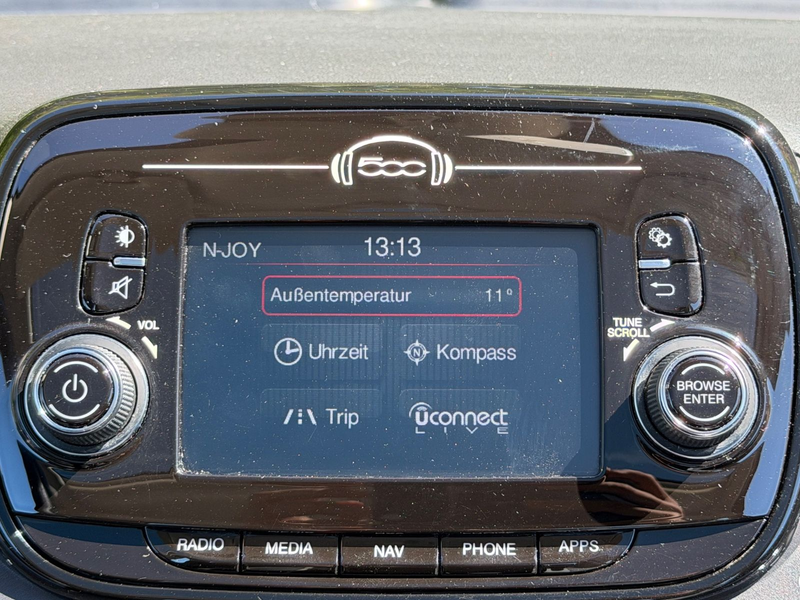 500
N-JOY 13:13
Außentemperatur 11°
Uhrzeit
N
Kompass
Trip
uconnect
LIVE
VOL
TUNE
SCROLL
BROWSE
ENTER
RADIO
MEDIA
NAV
PHONE
APPS